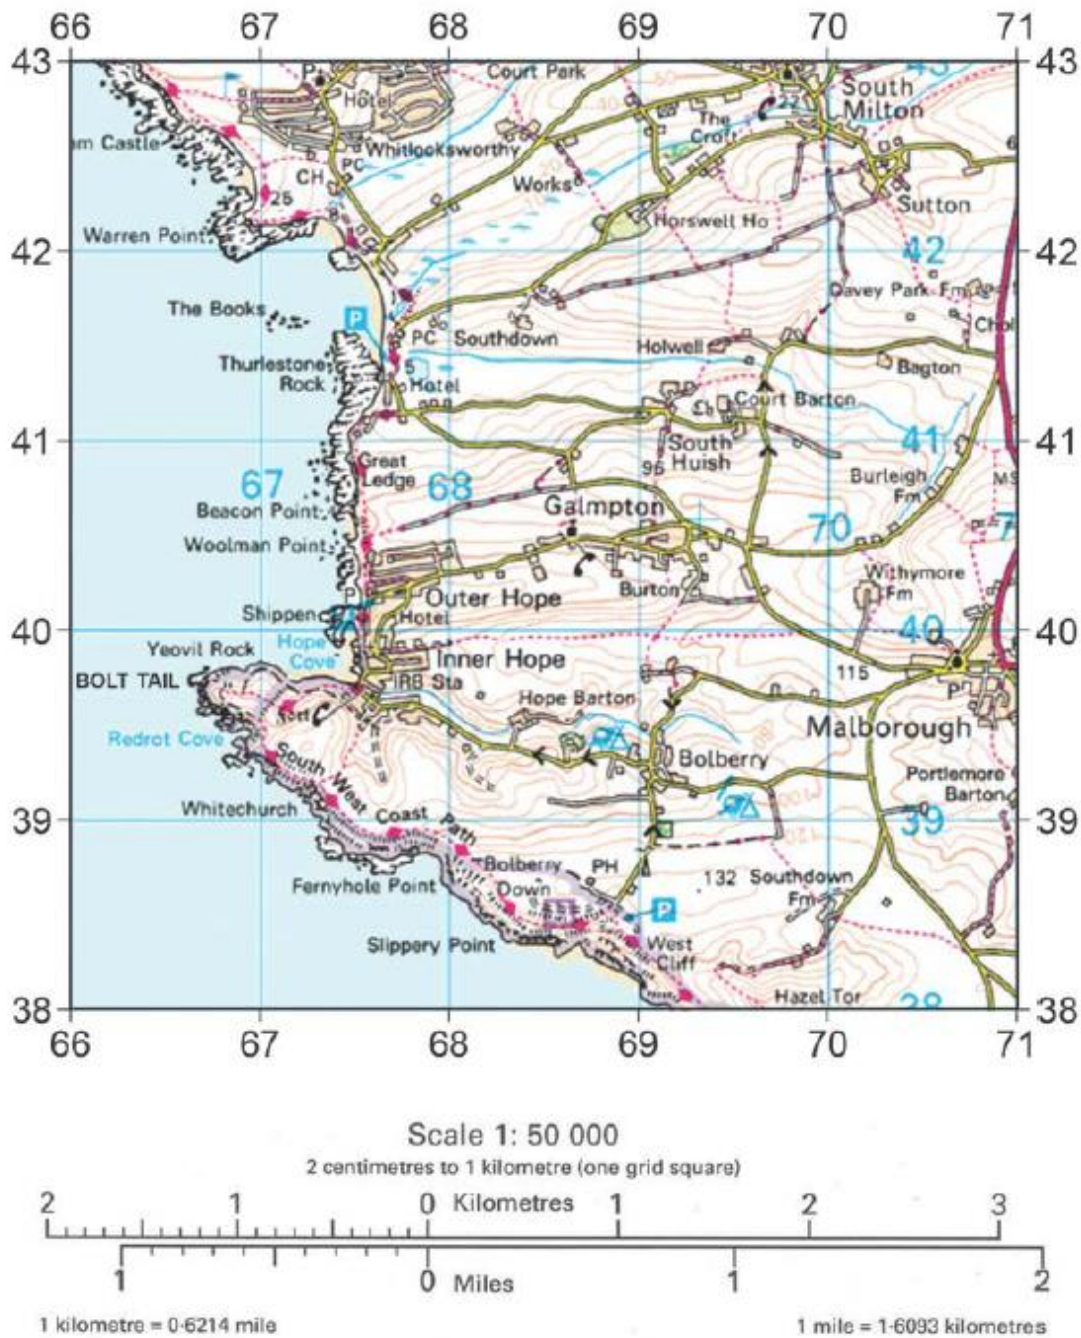 66 67 68 69 70 71
43 43
Court Park
P
Hotel
South
Milton
27
The
Croft
Castle
Whitlocksworthy
PC
CH
Works
26
Horswell Ho
Sutton
Warren Point
42 42
42
Davey Park Fm
The Books
P
PC
Southdown
Holwell
Thurlestone
Rock
5
Hotel
Bagton
Court Barton
Ch
41 41
41
South
Huish
96
Great
Ledge
67
68
Burleigh
Fm
MS
Beacon Point
Galmpton
70
Woolman Point
Withymore
Fm
P
Burton
Outer Hope
Shippen
Hotel
40 40
40
Hope
Cove
Yeovil Rock
Inner Hope
115
BOLT TAIL
IRB Sta
P
Hope Barton
Fort
Malborough
Redrot Cove
South West Coast Path
Bolberry
Portlemore
Barton
Whitechurch
39 39
39
Bolberry
Down
PH
Fernyhole Point
132
Southdown
Fm
P
Slippery Point
West
Cliff
Hazel Tor
38 38
66 67 68 69 70 71
Scale 1: 50 000
2 centimetres to 1 kilometre (one grid square)
2 1 0 Kilometres 1 2 3
1 0 Miles 1 2
1 kilometre = 0·6214 mile
1 mile = 1·6093 kilometres